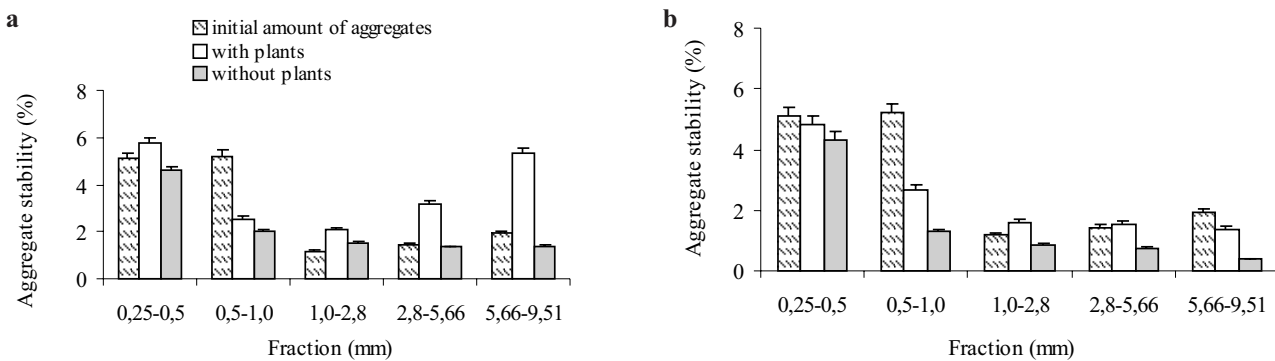 a
initial amount of aggregates
with plants
without plants
Aggregate stability (%)
8
6
4
2
0
0,25-0,5 0,5-1,0 1,0-2,8 2,8-5,66 5,66-9,51
Fraction (mm)
b
Aggregate stability (%)
8
6
4
2
0
0,25-0,5 0,5-1,0 1,0-2,8 2,8-5,66 5,66-9,51
Fraction (mm)